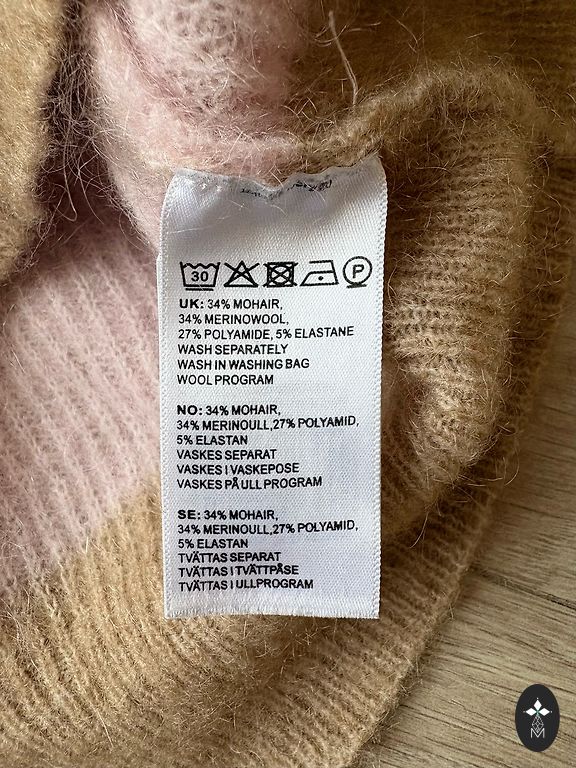 30 P
UK: 34% MOHAIR,
34% MERINOWOOL,
27% POLYAMIDE, 5% ELASTANE
WASH SEPARATELY
WASH IN WASHING BAG
WOOL PROGRAM
NO: 34% MOHAIR,
34% MERINOULL,27% POLYAMID,
5% ELASTAN
VASKES SEPARAT
VASKES I VASKEPOSE
VASKES PÅ ULL PROGRAM
SE: 34% MOHAIR,
34% MERINOULL,27% POLYAMID,
5% ELASTAN
TVÄTTAS SEPARAT
TVÄTTAS I TVÄTTPÅSE
TVÄTTAS I ULLPROGRAM
M